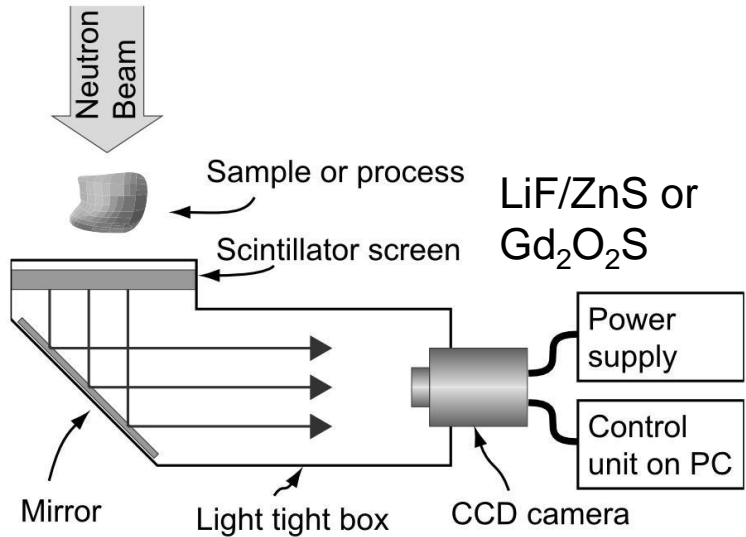 Neutron
Beam
Sample or process
LiF/ZnS or
Gd₂O₂S
Scintillator screen
Power
supply
Control
unit on PC
Mirror
Light tight box
CCD camera